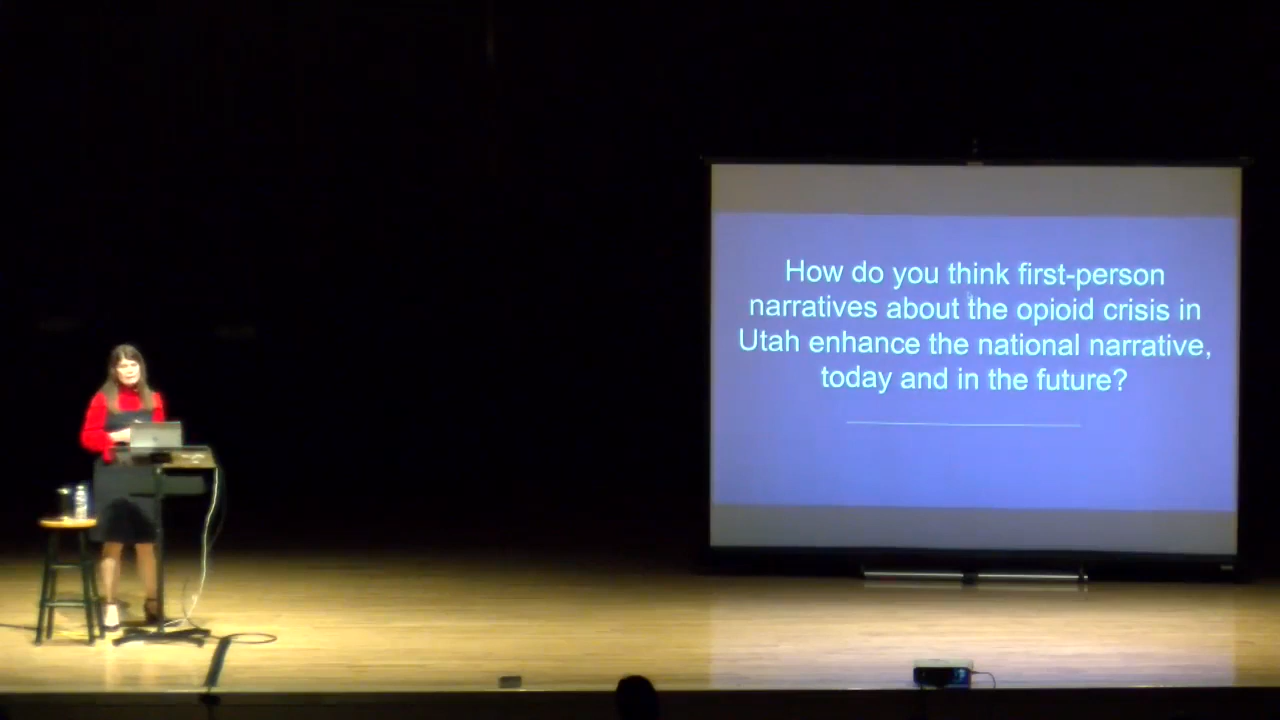 How do you think first-person
narratives about the opioid crisis in
Utah enhance the national narrative,
today and in the future?